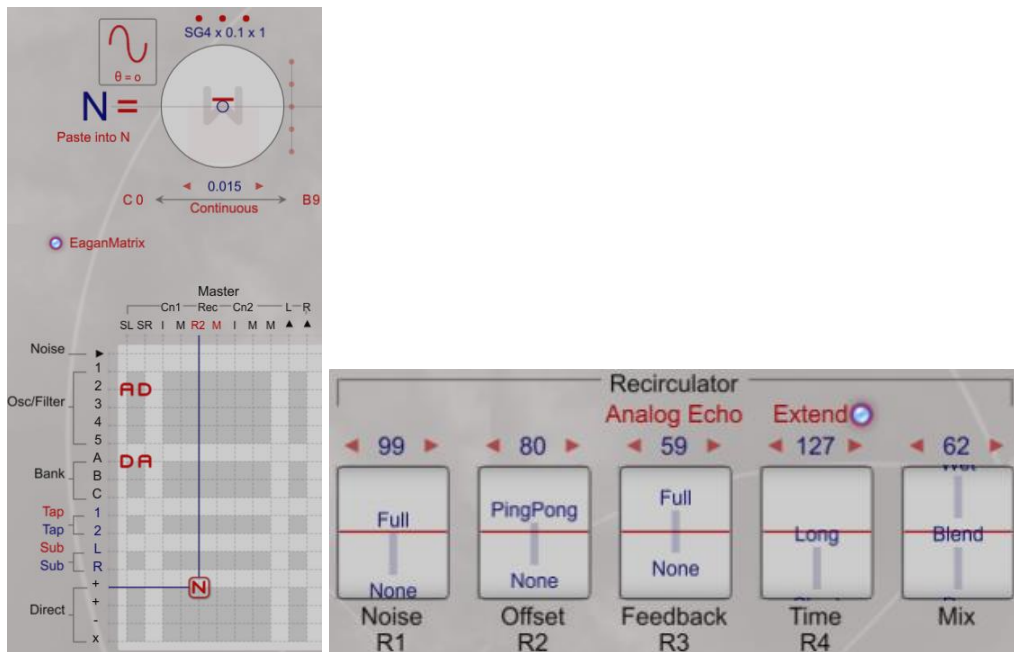 SG4 x 0.1 x 1
θ = o
N =
Paste into N
0.015
C 0 B9
Continuous
EaganMatrix
Master
Cn1 Rec Cn2 L R
SL SR I M R2 M I M M ▲ ▲
Noise ▶
1
2 A D
Osc/Filter 3
4
5
A D A
Bank B
C
Tap 1
Tap 2
Sub L
Sub R
+ N
+
Direct -
x
Recirculator
Analog Echo Extend
99 80 59 127 62
Full PingPong Full Long Wet
None None None Blend
Noise Offset Feedback Time Mix
R1 R2 R3 R4